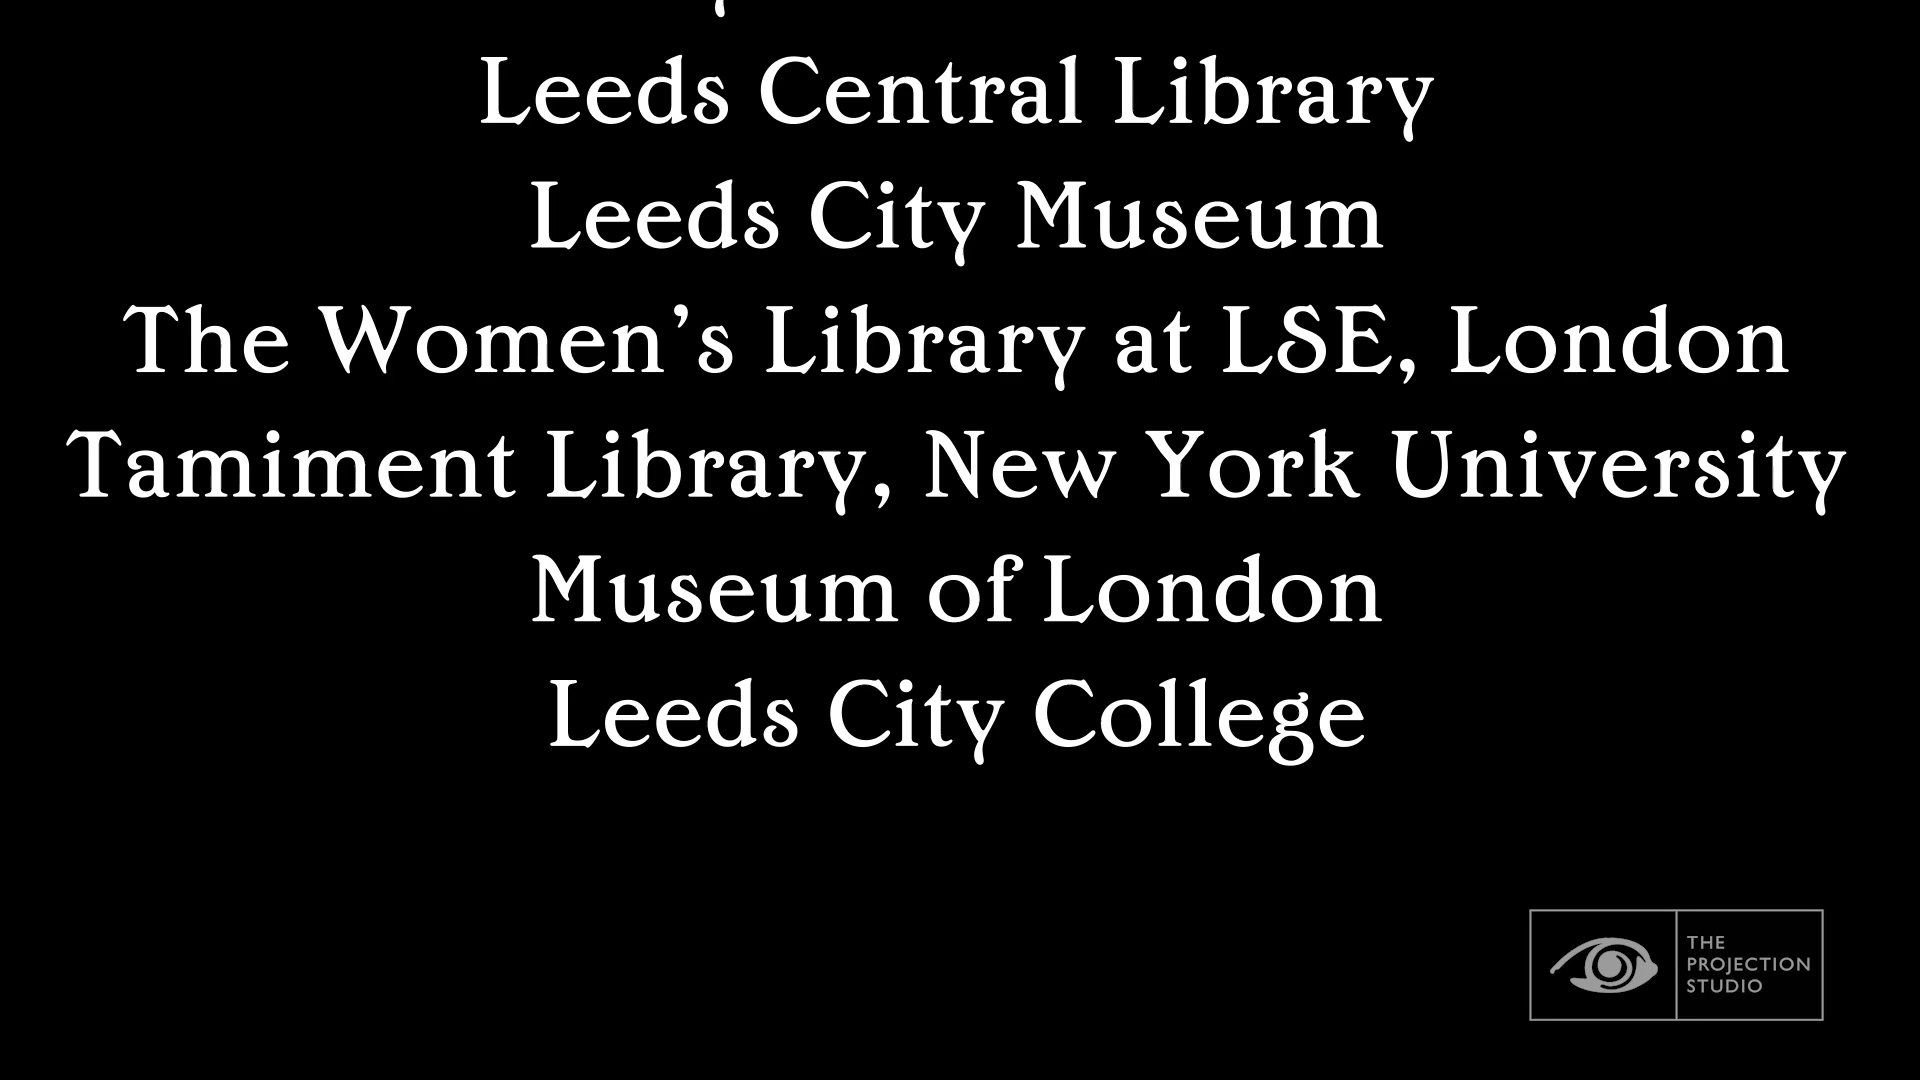 Leeds Central Library
Leeds City Museum
The Women’s Library at LSE, London
Tamiment Library, New York University
Museum of London
Leeds City College
THE
PROJECTION
STUDIO